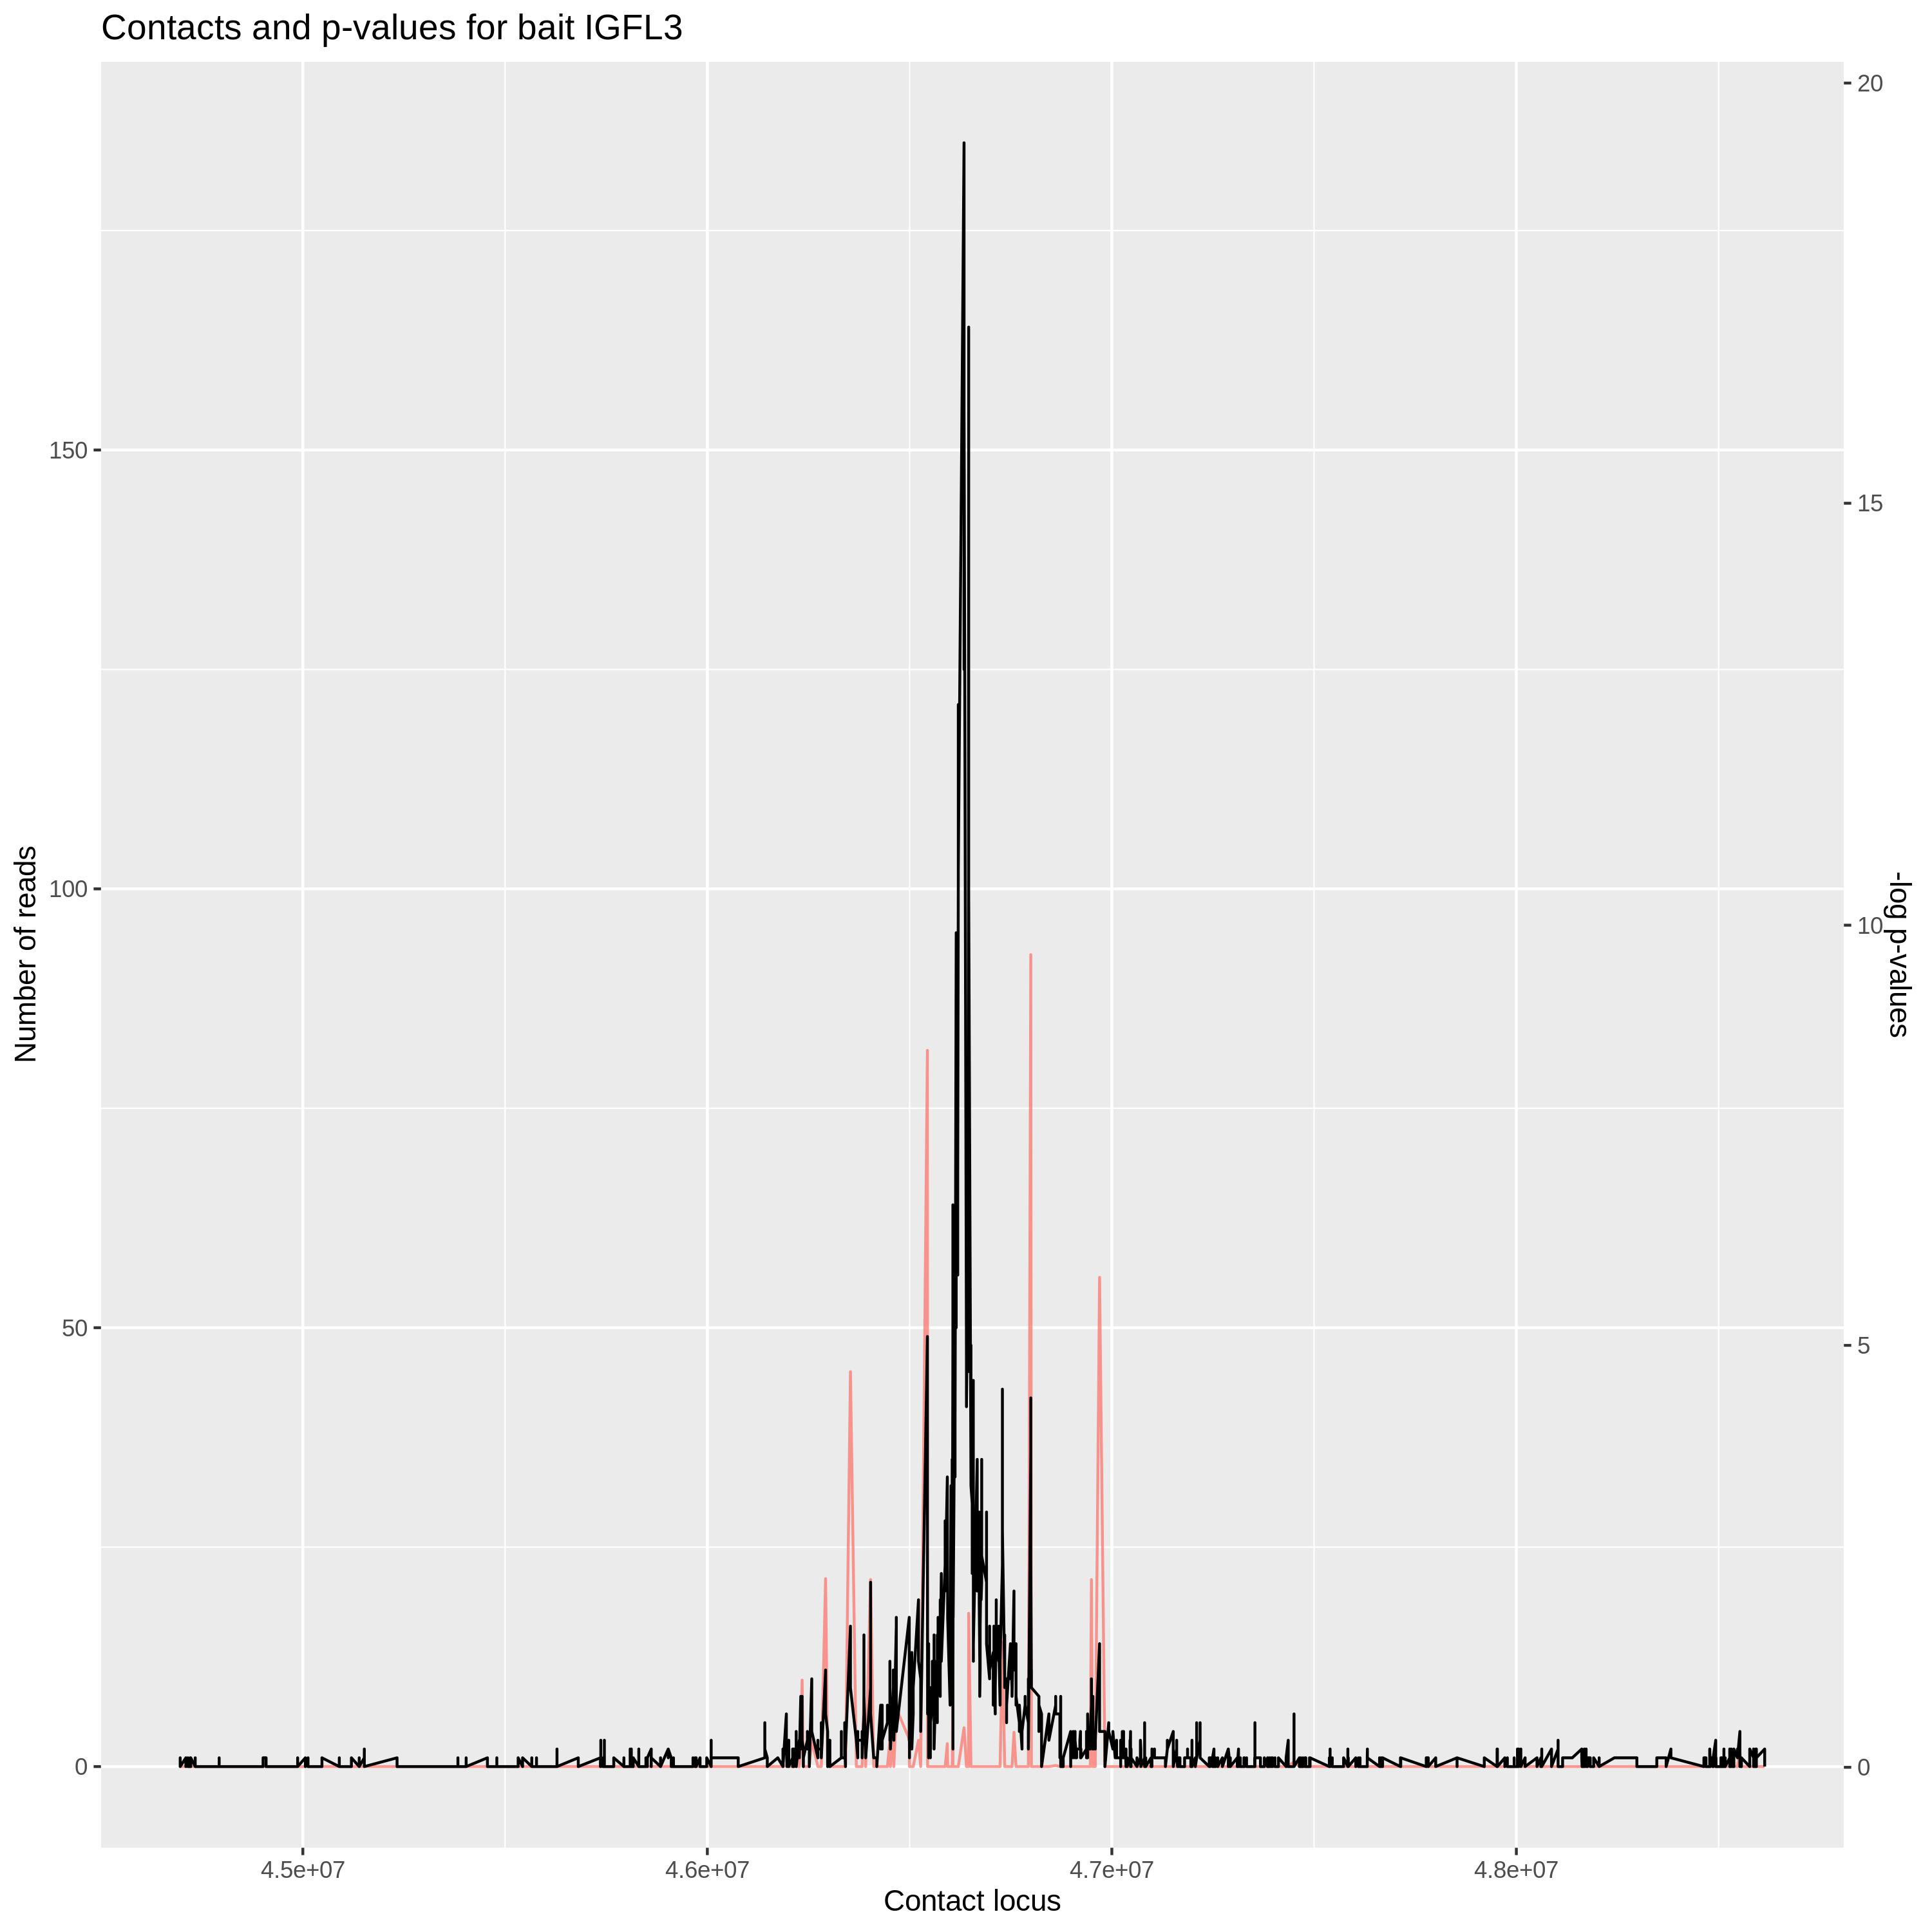 Contacts and p-values for bait IGFL3
20
150
15
100
10
50
5
0
0
Number of reads
-log p-values
4.5e+07
4.6e+07
4.7e+07
4.8e+07
Contact locus